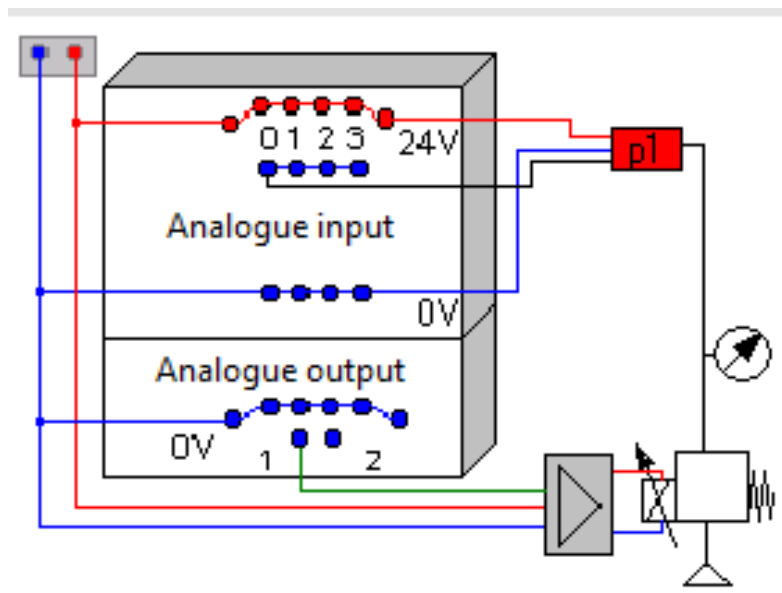 0 1 2 3 24V
p1
Analogue input
0V
Analogue output
0V 1 2